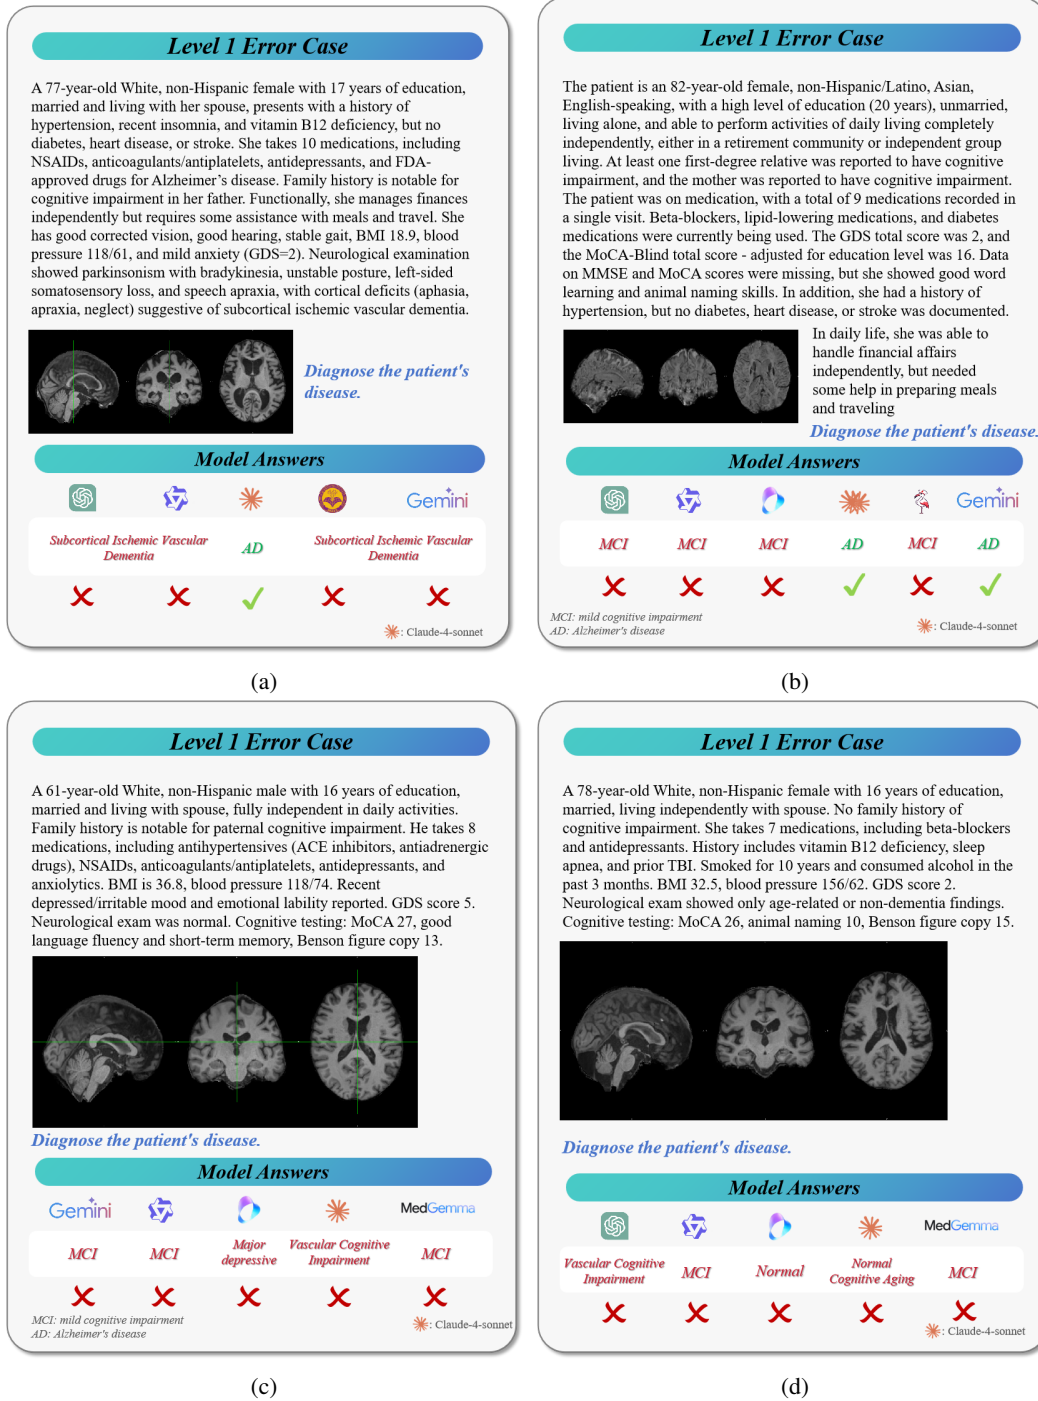 Level 1 Error Case
A 77-year-old White, non-Hispanic female with 17 years of education,
married and living with her spouse, presents with a history of
hypertension, recent insomnia, and vitamin B12 deficiency, but no
diabetes, heart disease, or stroke. She takes 10 medications, including
NSAIDs, anticoagulants/antiplatelets, antidepressants, and FDA-
approved drugs for Alzheimer's disease. Family history is notable for
cognitive impairment in her father. Functionally, she manages finances
independently but requires some assistance with meals and travel. She
has good corrected vision, good hearing, stable gait, BMI 18.9, blood
pressure 118/61, and mild anxiety (GDS=2). Neurological examination
showed parkinsonism with bradykinesia, unstable posture, left-sided
somatosensory loss, and speech apraxia, with cortical deficits (aphasia,
apraxia, neglect) suggestive of subcortical ischemic vascular dementia.
Diagnose the patient's
disease.
Model Answers
Gemini
Subcortical Ischemic Vascular
Dementia
AD
Subcortical Ischemic Vascular
Dementia
: Claude-4-sonnet
(a)
Level 1 Error Case
The patient is an 82-year-old female, non-Hispanic/Latino, Asian,
English-speaking, with a high level of education (20 years), unmarried,
living alone, and able to perform activities of daily living completely
independently, either in a retirement community or independent group
living. At least one first-degree relative was reported to have cognitive
impairment, and the mother was reported to have cognitive impairment.
The patient was on medication, with a total of 9 medications recorded in
a single visit. Beta-blockers, lipid-lowering medications, and diabetes
medications were currently being used. The GDS total score was 2, and
the MoCA-Blind total score - adjusted for education level was 16. Data
on MMSE and MoCA scores were missing, but she showed good word
learning and animal naming skills. In addition, she had a history of
hypertension, but no diabetes, heart disease, or stroke was documented.
In daily life, she was able to
handle financial affairs
independently, but needed
some help in preparing meals
and traveling
Diagnose the patient's disease.
Model Answers
Gemini
MCI
MCI
MCI
AD
MCI
AD
MCI: mild cognitive impairment
AD: Alzheimer's disease
: Claude-4-sonnet
(b)
Level 1 Error Case
A 61-year-old White, non-Hispanic male with 16 years of education,
married and living with spouse, fully independent in daily activities.
Family history is notable for paternal cognitive impairment. He takes 8
medications, including antihypertensives (ACE inhibitors, antiadrenergic
drugs), NSAIDs, anticoagulants/antiplatelets, antidepressants, and
anxiolytics. BMI is 36.8, blood pressure 118/74. Recent
depressed/irritable mood and emotional lability reported. GDS score 5.
Neurological exam was normal. Cognitive testing: MoCA 27, good
language fluency and short-term memory, Benson figure copy 13.
Diagnose the patient's disease.
Model Answers
Gemini
MedGemma
MCI
MCI
Major
depressive
Vascular Cognitive
Impairment
MCI
MCI: mild cognitive impairment
AD: Alzheimer's disease
: Claude-4-sonnet
(c)
Level 1 Error Case
A 78-year-old White, non-Hispanic female with 16 years of education,
married, living independently with spouse. No family history of
cognitive impairment. She takes 7 medications, including beta-blockers
and antidepressants. History includes vitamin B12 deficiency, sleep
apnea, and prior TBI. Smoked for 10 years and consumed alcohol in the
past 3 months. BMI 32.5, blood pressure 156/62. GDS score 2.
Neurological exam showed only age-related or non-dementia findings.
Cognitive testing: MoCA 26, animal naming 10, Benson figure copy 15.
Diagnose the patient's disease.
Model Answers
MedGemma
Vascular Cognitive
Impairment
MCI
Normal
Normal
Cognitive Aging
MCI
: Claude-4-sonnet
(d)